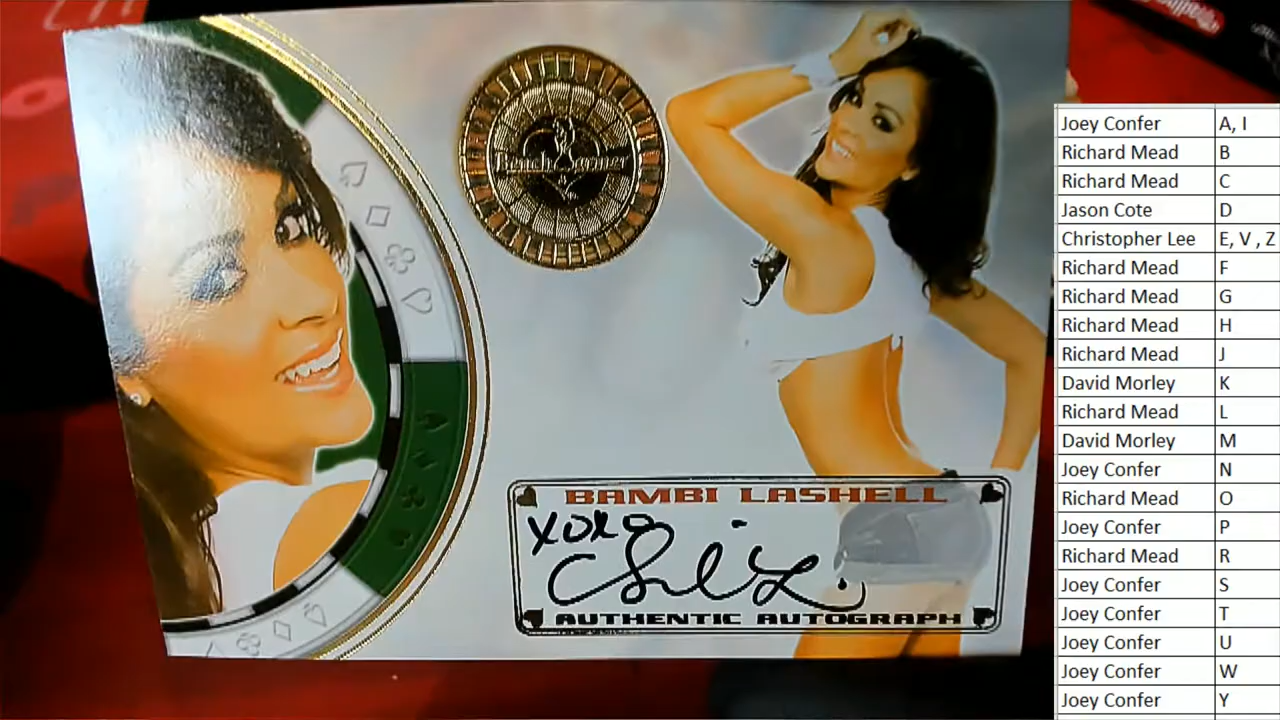 Bench Warmer
BAMBI LASHELL
xoxo
AUTHENTIC AUTOGRAPH
Joey Confer A, I
Richard Mead B
Richard Mead C
Jason Cote D
Christopher Lee E, V , Z
Richard Mead F
Richard Mead G
Richard Mead H
Richard Mead J
David Morley K
Richard Mead L
David Morley M
Joey Confer N
Richard Mead O
Joey Confer P
Richard Mead R
Joey Confer S
Joey Confer T
Joey Confer U
Joey Confer W
Joey Confer Y